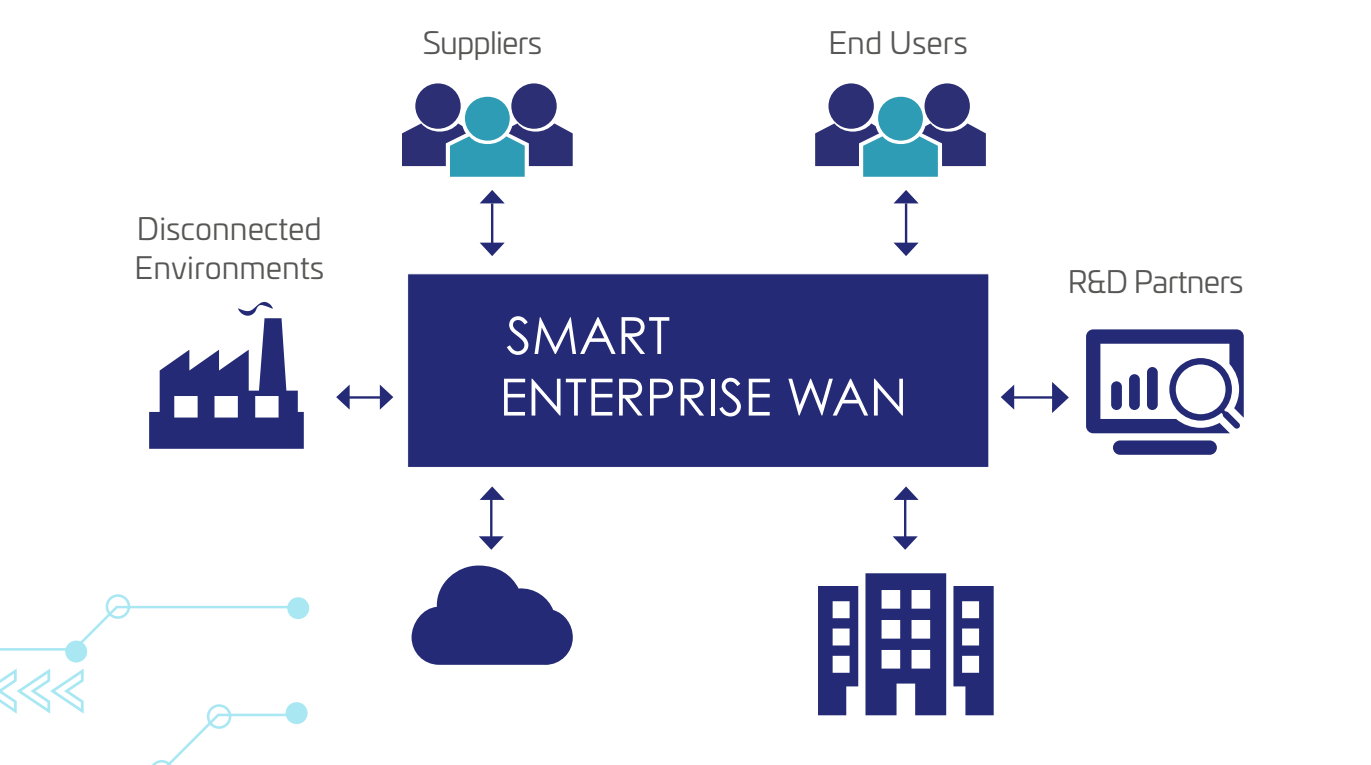 Suppliers
End Users
Disconnected
Environments
R&D Partners
SMART
ENTERPRISE WAN